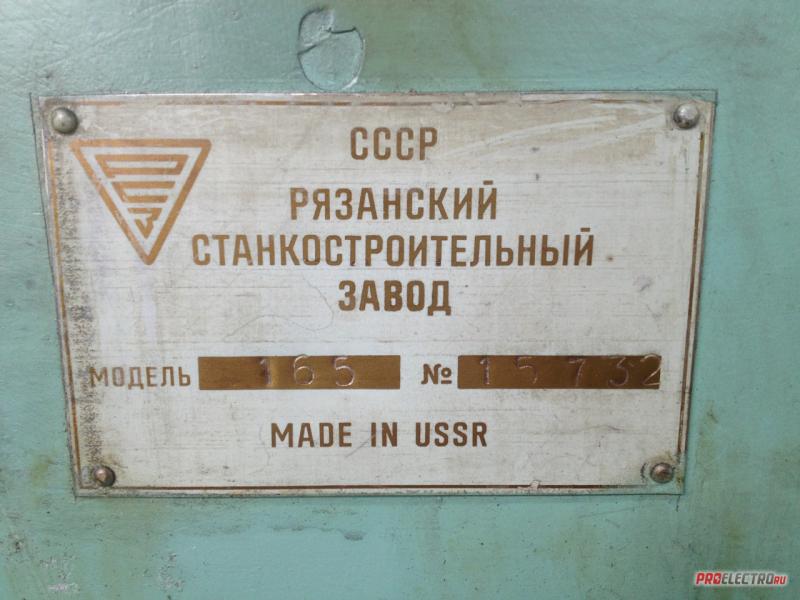 СССР
РЯЗАНСКИЙ
СТАНКОСТРОИТЕЛЬНЫЙ
ЗАВОД
МОДЕЛЬ 165 № 15732
MADE IN USSR
PROELECTRO.RU